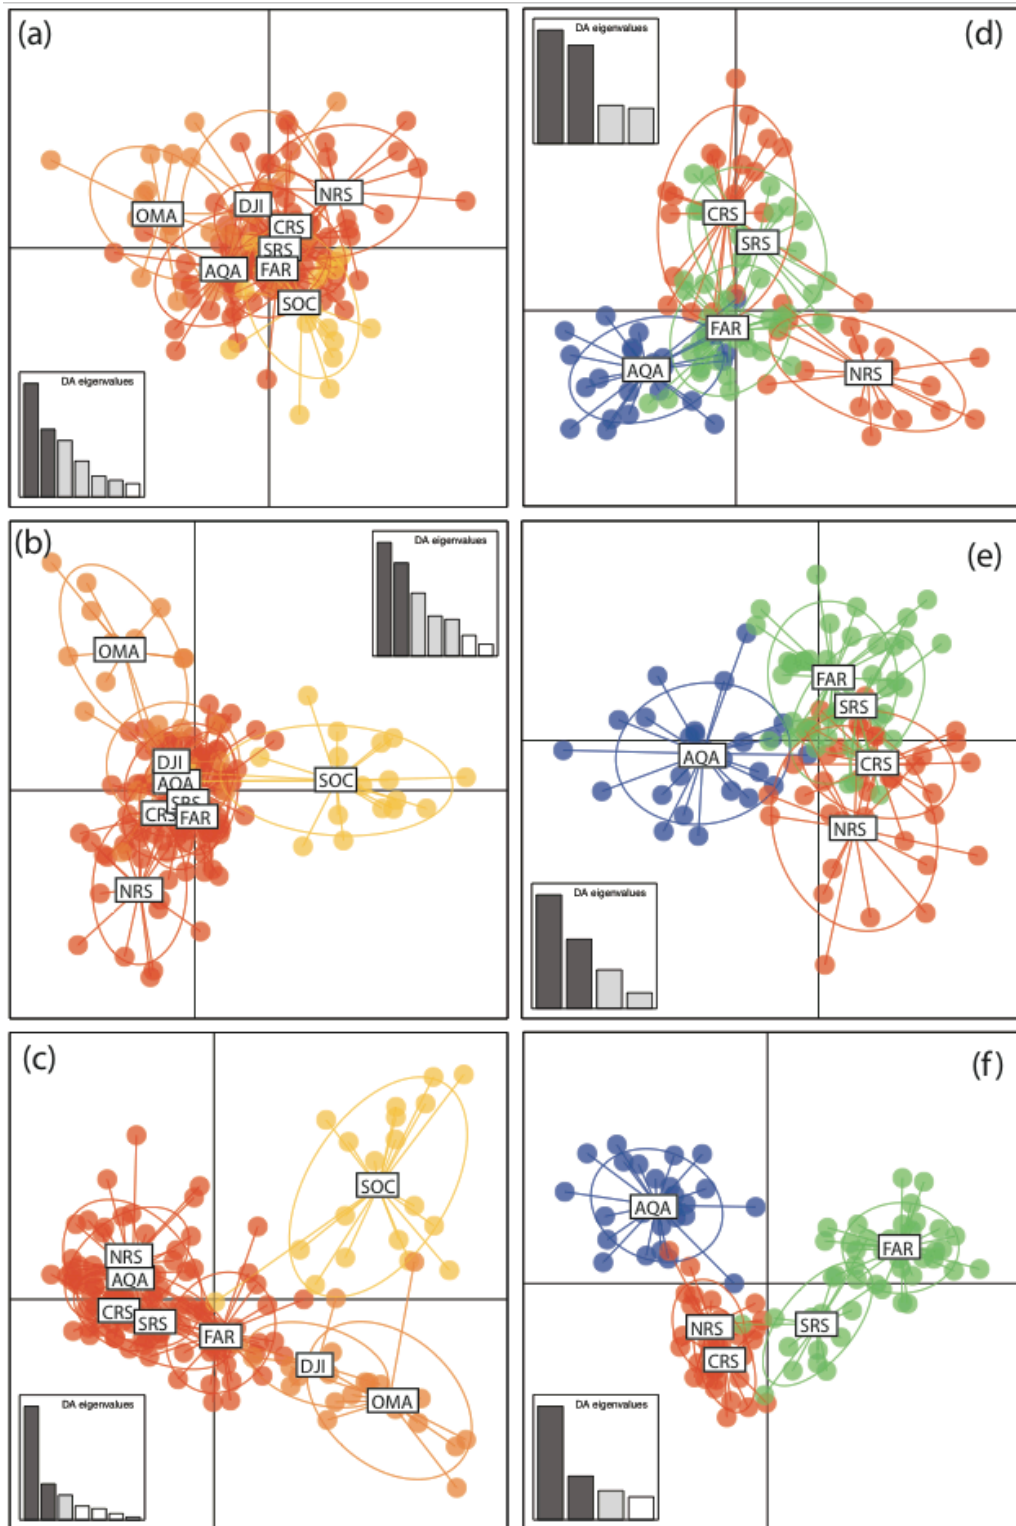 (a)
OMA
DJI
NRS
CRS
SRS
AQA
FAR
SOC
DA eigenvalues
(b)
DA eigenvalues
OMA
DJI
AQA
SOC
SRS
CRS
FAR
NRS
(c)
SOC
NRS
AQA
CRS
SRS
FAR
DJI
OMA
DA eigenvalues
DA eigenvalues
(d)
CRS
SRS
FAR
AQA
NRS
(e)
FAR
SRS
AQA
CRS
NRS
DA eigenvalues
(f)
AQA
FAR
NRS
SRS
CRS
DA eigenvalues